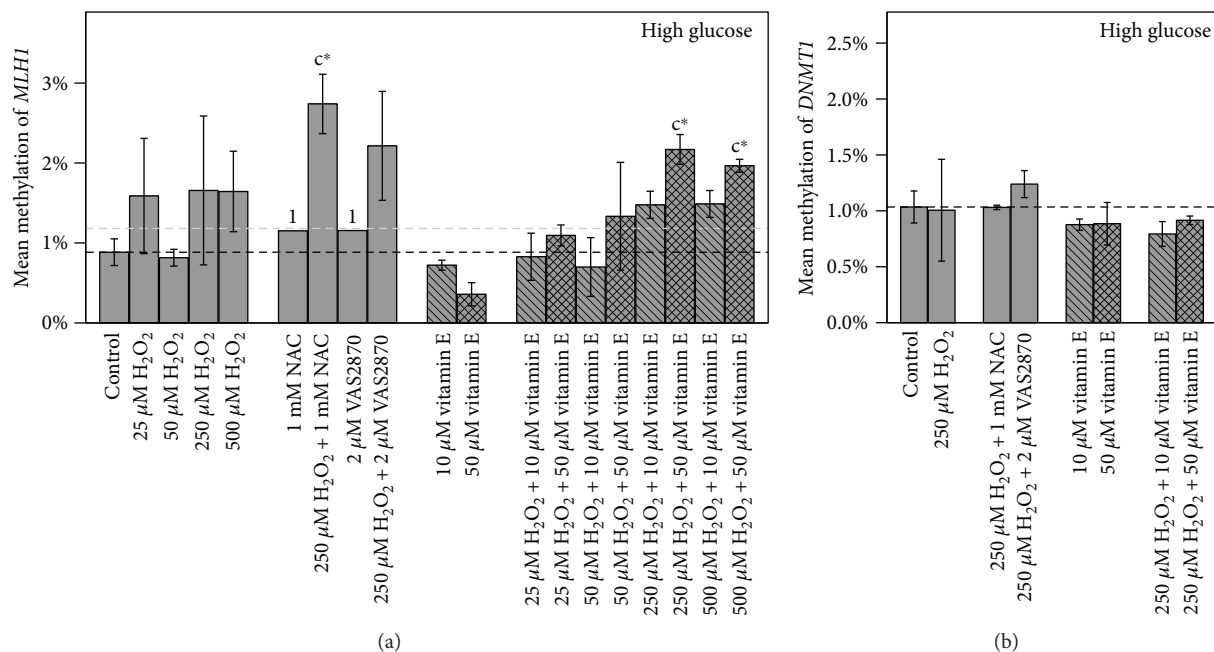 High glucose
Mean methylation of MLH1
3%
2%
1%
0%
c*
1
1
c*
c*
Control
25 μM H₂O₂
50 μM H₂O₂
250 μM H₂O₂
500 μM H₂O₂
1 mM NAC
250 μM H₂O₂ + 1 mM NAC
2 μM VAS2870
250 μM H₂O₂ + 2 μM VAS2870
10 μM vitamin E
50 μM vitamin E
25 μM H₂O₂ + 10 μM vitamin E
25 μM H₂O₂ + 50 μM vitamin E
50 μM H₂O₂ + 10 μM vitamin E
50 μM H₂O₂ + 50 μM vitamin E
250 μM H₂O₂ + 10 μM vitamin E
250 μM H₂O₂ + 50 μM vitamin E
500 μM H₂O₂ + 10 μM vitamin E
500 μM H₂O₂ + 50 μM vitamin E
(a)
High glucose
Mean methylation of DNMT1
2.5%
2.0%
1.5%
1.0%
0.5%
0.0%
Control
250 μM H₂O₂
250 μM H₂O₂ + 1 mM NAC
250 μM H₂O₂ + 2 μM VAS2870
10 μM vitamin E
50 μM vitamin E
250 μM H₂O₂ + 10 μM vitamin E
250 μM H₂O₂ + 50 μM vitamin E
(b)